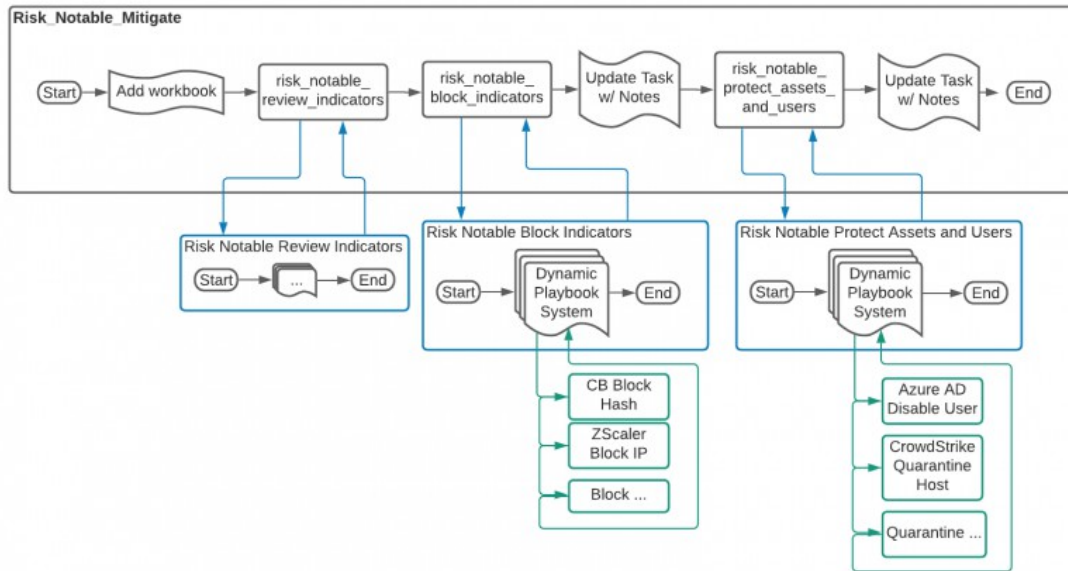 Risk_Notable_Mitigate
Start
Add workbook
risk_notable_
review_indicators
risk_notable_
block_indicators
Update Task
w/ Notes
risk_notable_
protect_assets_
and_users
Update Task
w/ Notes
End
Risk Notable Review Indicators
Start
...
End
Risk Notable Block Indicators
Start
Dynamic
Playbook
System
End
CB Block
Hash
ZScaler
Block IP
Block ...
Risk Notable Protect Assets and Users
Start
Dynamic
Playbook
System
End
Azure AD
Disable User
CrowdStrike
Quarantine
Host
Quarantine ...